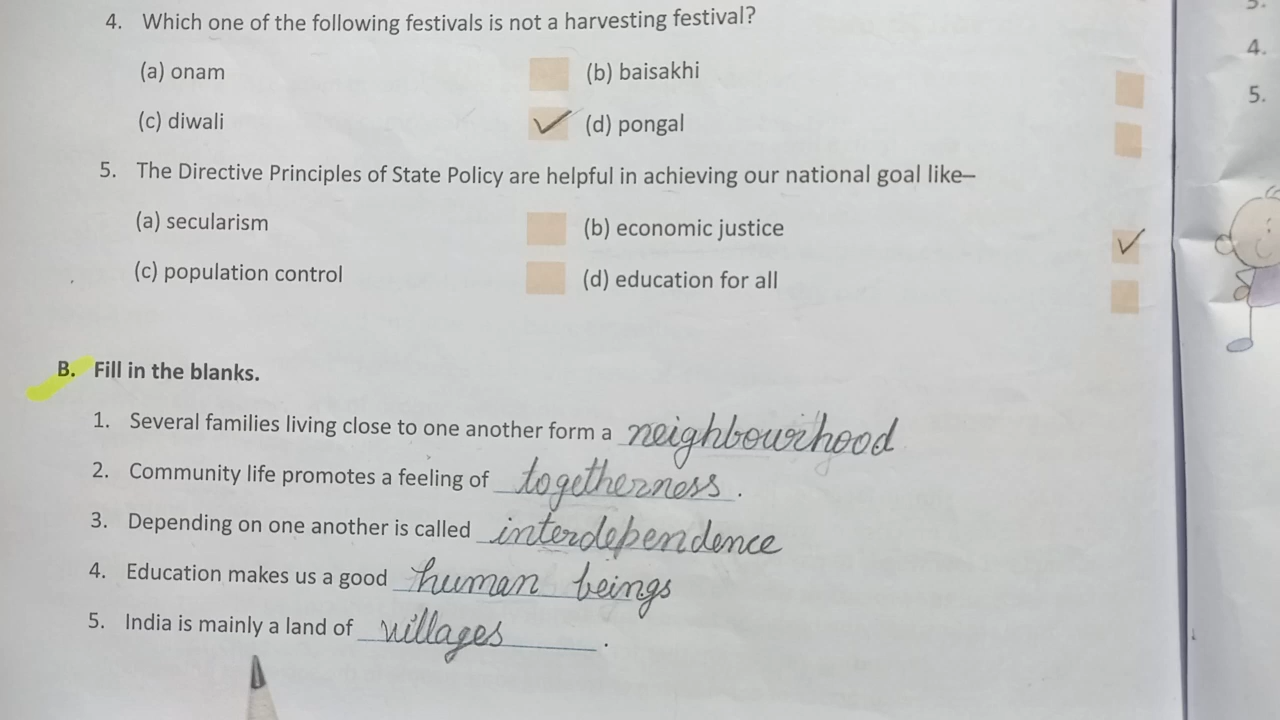 4. Which one of the following festivals is not a harvesting festival?
(a) onam (b) baisakhi
(c) diwali ✓ (d) pongal
5. The Directive Principles of State Policy are helpful in achieving our national goal like–
(a) secularism (b) economic justice ✓
(c) population control (d) education for all
B. Fill in the blanks.
1. Several families living close to one another form a neighbourhood
2. Community life promotes a feeling of togetherness.
3. Depending on one another is called interdependence
4. Education makes us a good human beings
5. India is mainly a land of villages.
4.
5.